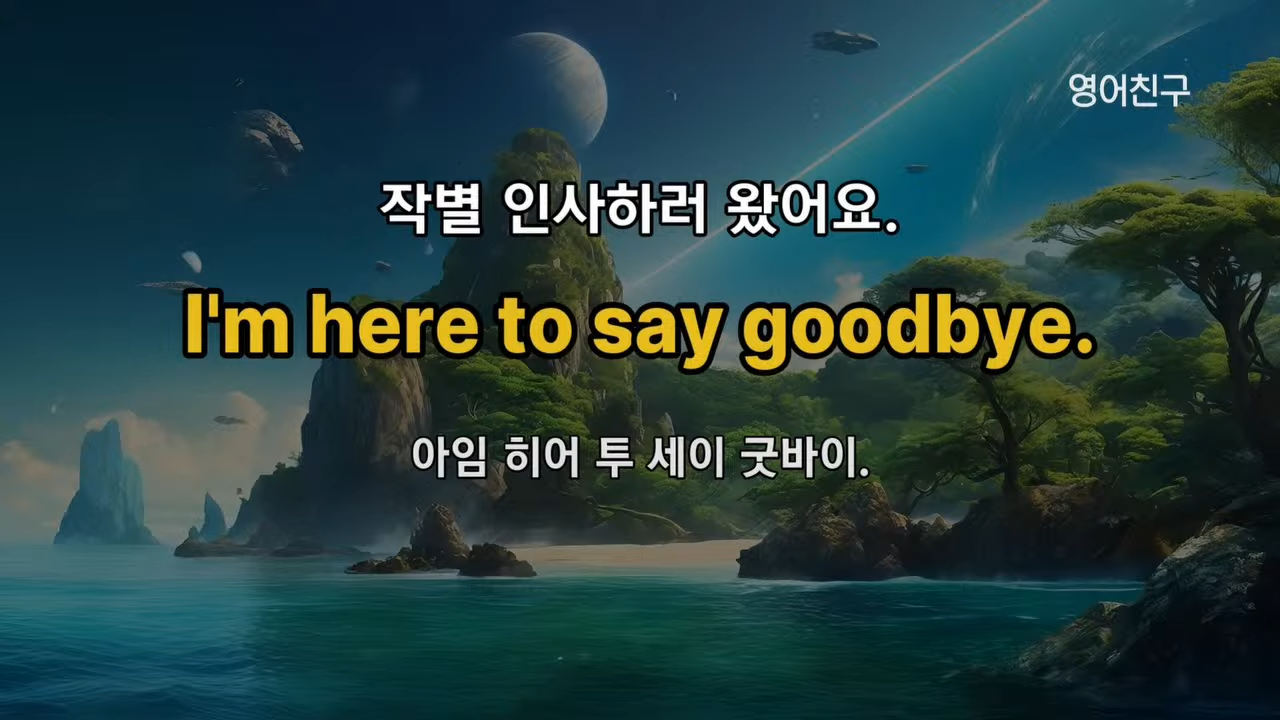 영어친구
작별 인사하러 왔어요.
I'm here to say goodbye.
아임 히어 투 세이 굿바이.